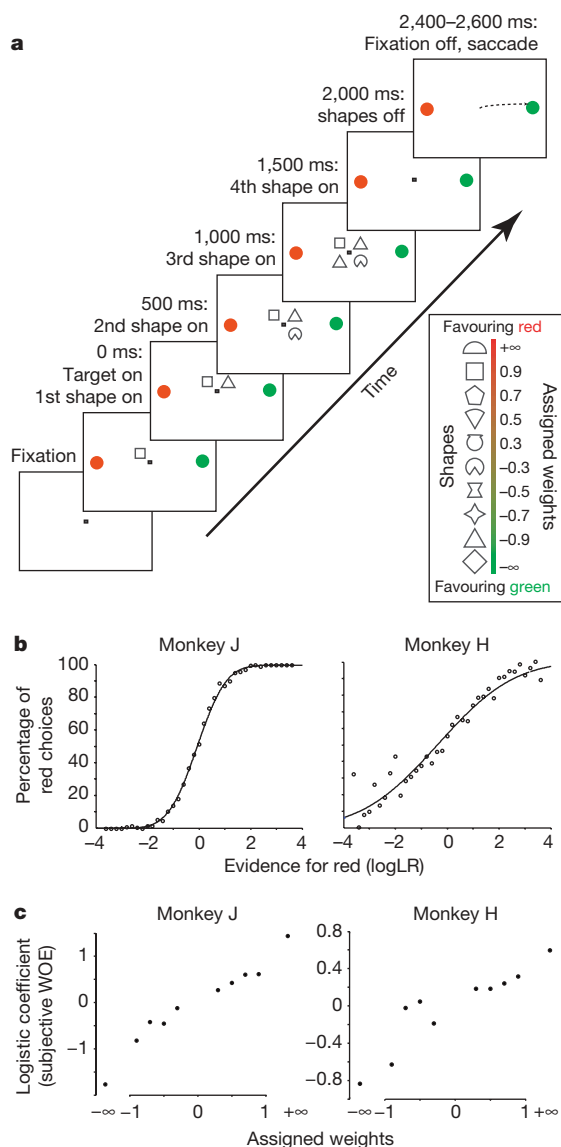 a
2,400–2,600 ms:
Fixation off, saccade
2,000 ms:
shapes off
1,500 ms:
4th shape on
1,000 ms:
3rd shape on
500 ms:
2nd shape on
0 ms:
Target on
1st shape on
Fixation
Time
Favouring red
+∞
0.9
0.7
0.5
0.3
–0.3
–0.5
–0.7
–0.9
–∞
Shapes
Assigned weights
Favouring green
b
Monkey J
Monkey H
Percentage of
red choices
100
80
60
40
20
0
–4 –2 0 2 4
–4 –2 0 2 4
Evidence for red (logLR)
c
Monkey J
Monkey H
Logistic coefficient
(subjective WOE)
1
0
–1
0.8
0.4
0
–0.4
–0.8
–∞ –1 0 1 +∞
–∞ –1 0 1 +∞
Assigned weights